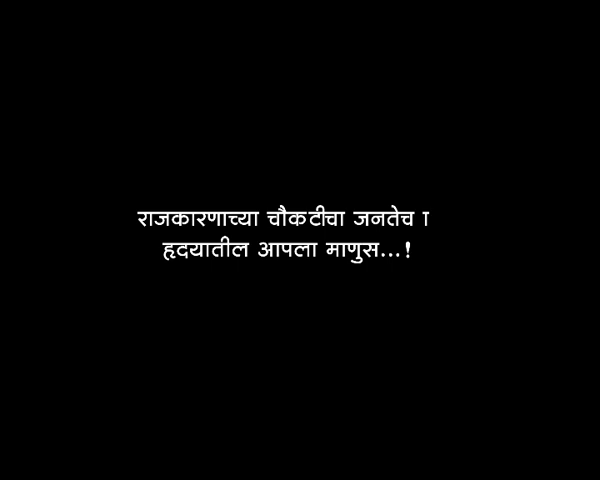 राजकारणाच्या चौकटीचा जनतेच ा
हृदयातील आपला माणुस...!